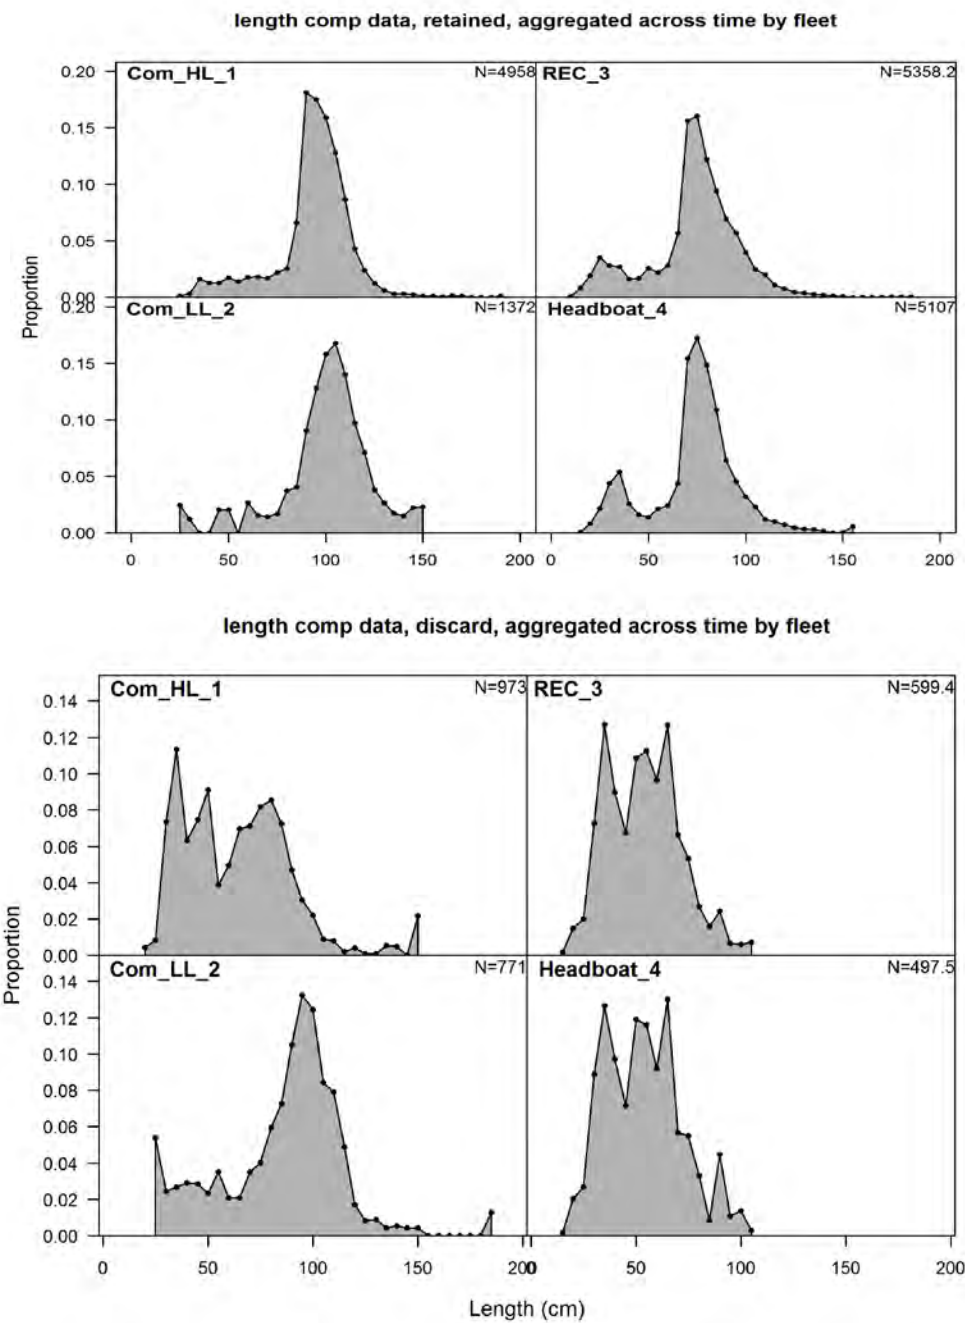 length comp data, retained, aggregated across time by fleet
Com_HL_1 N=4958 REC_3 N=5358.2
0.20
0.15
0.10
0.05
0.00
Com_LL_2 N=1372 Headboat_4 N=5107
0.20
0.15
0.10
0.05
0.00
Proportion
0 50 100 150 200 0 50 100 150 200
length comp data, discard, aggregated across time by fleet
Com_HL_1 N=973 REC_3 N=599.4
0.14
0.12
0.10
0.08
0.06
0.04
0.02
0.00
Com_LL_2 N=771 Headboat_4 N=497.5
0.14
0.12
0.10
0.08
0.06
0.04
0.02
0.00
Proportion
0 50 100 150 200 0 50 100 150 200
Length (cm)